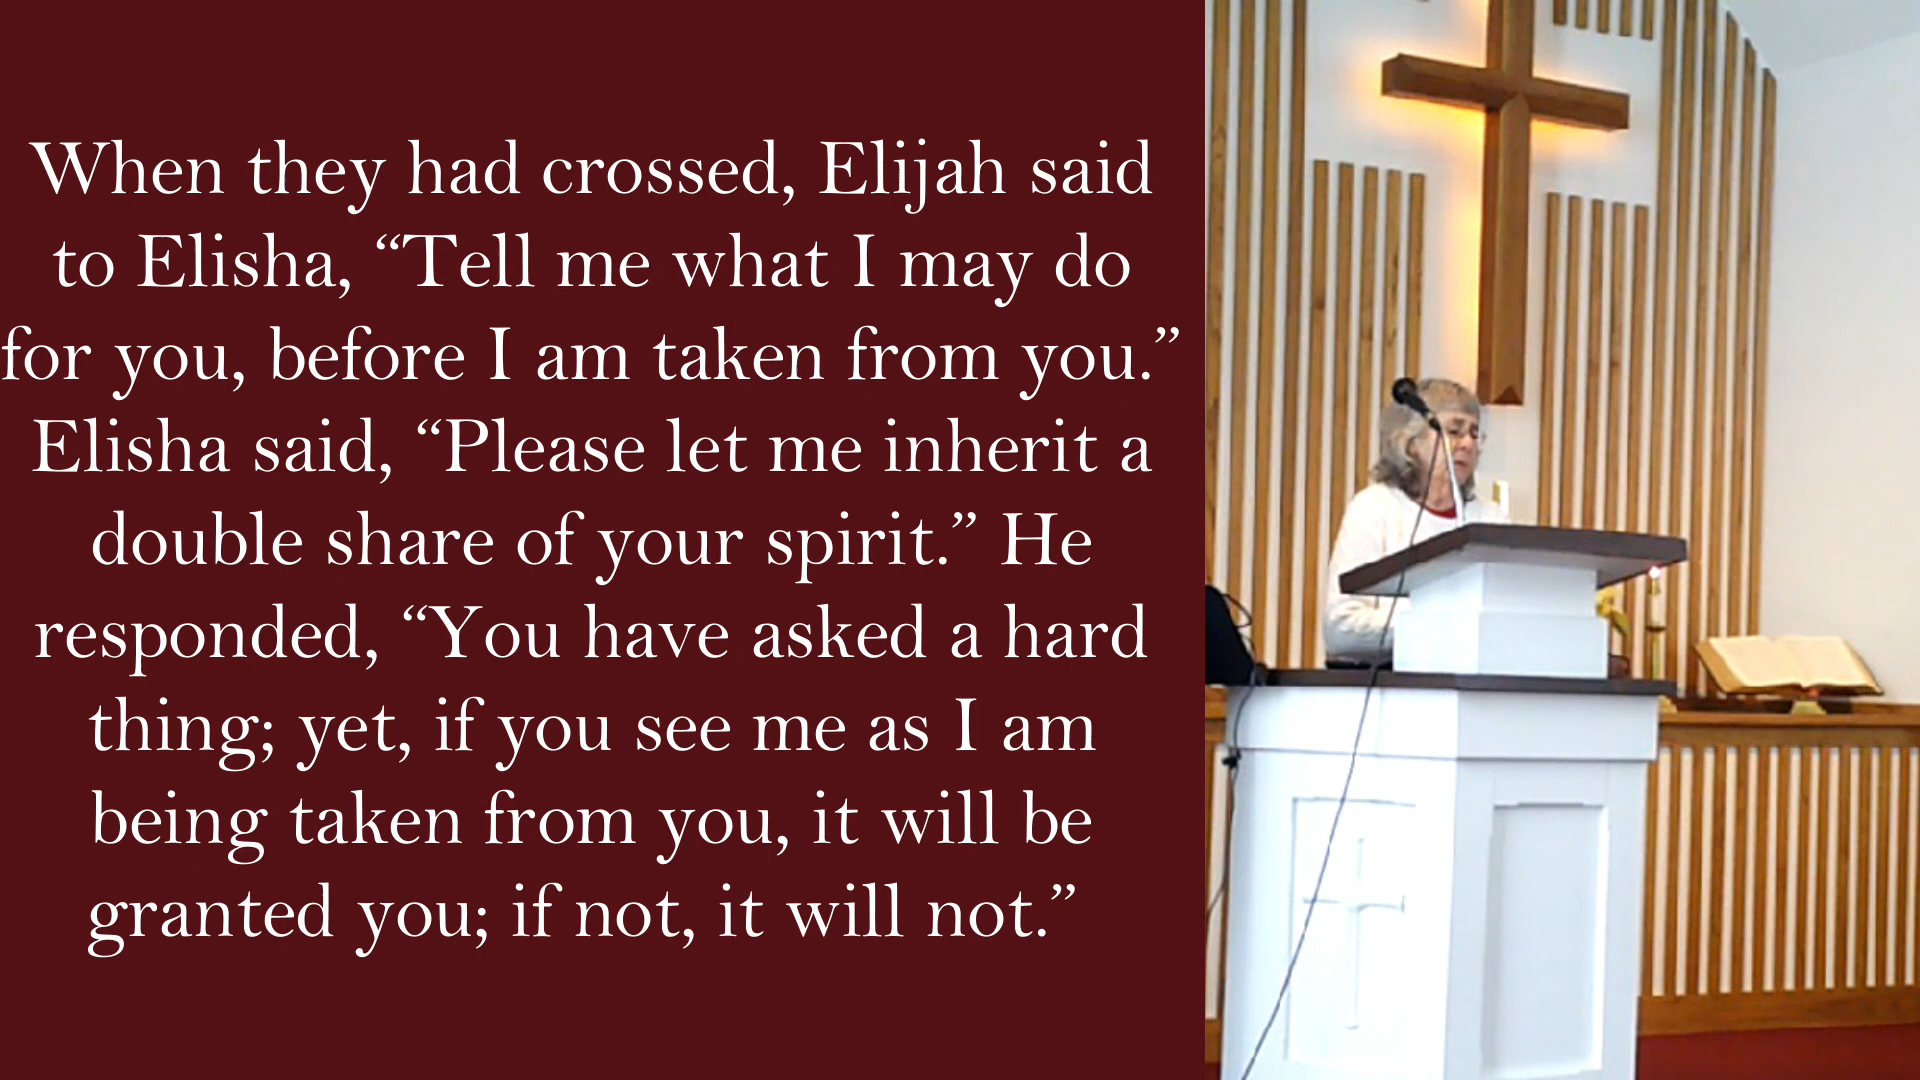 When they had crossed, Elijah said
to Elisha, “Tell me what I may do
for you, before I am taken from you.”
Elisha said, “Please let me inherit a
double share of your spirit.” He
responded, “You have asked a hard
thing; yet, if you see me as I am
being taken from you, it will be
granted you; if not, it will not.”